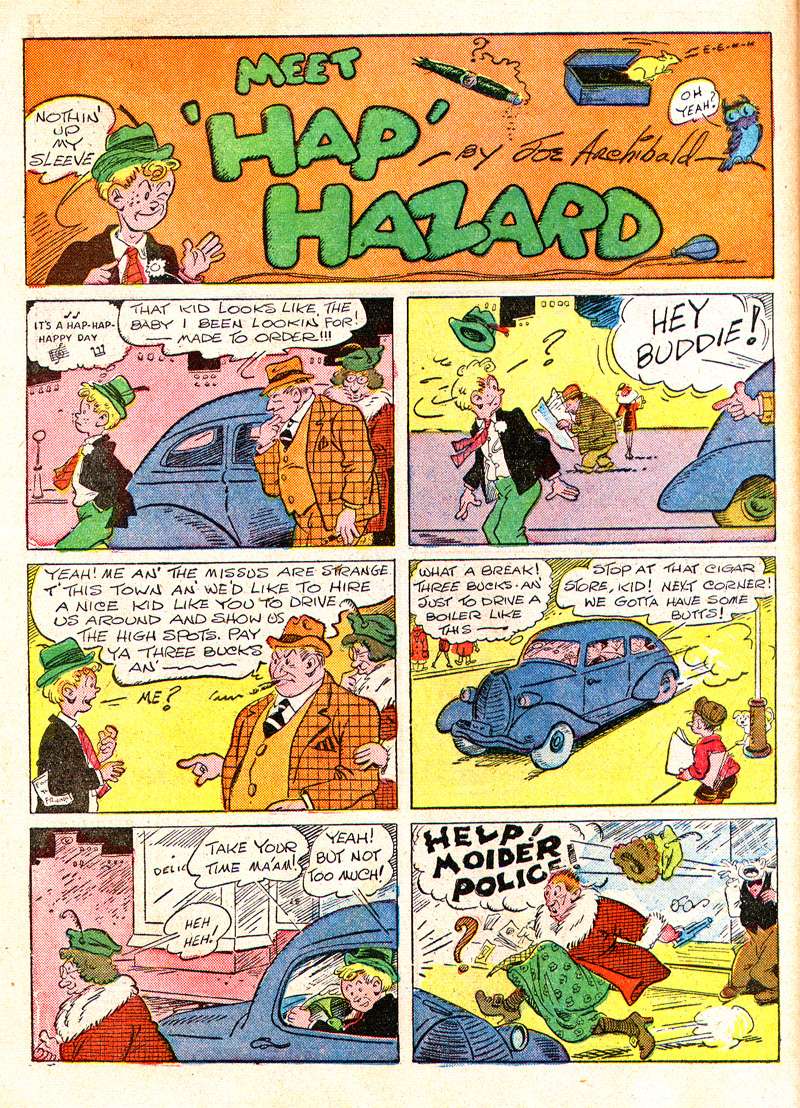 MEET
'HAP'
HAZARD
- BY JOE ARCHIBALD -
NOTHIN'
UP
MY
SLEEVE
?
E-E-K-K
OH
YEAH?
IT'S A HAP-HAP-
HAPPY DAY
THAT KID LOOKS LIKE THE
BABY I BEEN LOOKIN' FOR!
— MADE TO ORDER!!!
?
HEY
BUDDIE!
YEAH! ME AN' THE MISSUS ARE STRANGE
T'THIS TOWN AN' WE'D LIKE TO HIRE
A NICE KID LIKE YOU TO DRIVE
US AROUND AND SHOW US
THE HIGH SPOTS. PAY
YA THREE BUCKS
AN' ———
— ME?
WHAT A BREAK!
THREE BUCKS - AN'
JUST TO DRIVE A
BOILER LIKE
THIS ——
STOP AT THAT CIGAR
STORE, KID! NEXT CORNER!
WE GOTTA HAVE SOME
BUTTS!
DELIC
TAKE YOUR
TIME MA'AM!
YEAH!
BUT NOT
TOO MUCH!
HEH
HEH!
HELP!
MOIDER
POLICE!!
?